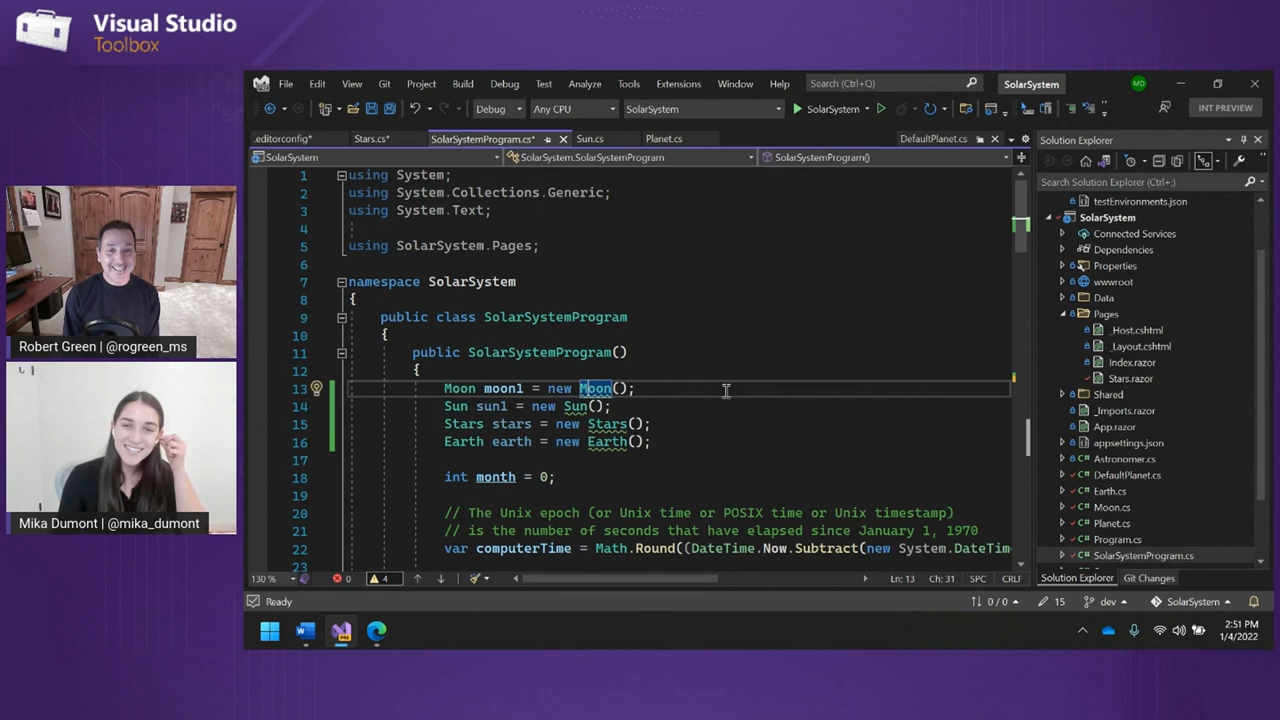 Visual Studio
Toolbox
File Edit View Git Project Build Debug Test Analyze Tools Extensions Window Help Search (Ctrl+Q) SolarSystem MD
Debug Any CPU SolarSystem SolarSystem INT PREVIEW
.editorconfig* Stars.cs* SolarSystemProgram.cs* Sun.cs Planet.cs DefaultPlanet.cs
SolarSystem SolarSystem.SolarSystemProgram SolarSystemProgram()
1 using System;
2 using System.Collections.Generic;
3 using System.Text;
4
5 using SolarSystem.Pages;
6
7 namespace SolarSystem
8 {
9 public class SolarSystemProgram
10 {
11 public SolarSystemProgram()
12 {
13 Moon moon1 = new Moon();
14 Sun sun1 = new Sun();
15 Stars stars = new Stars();
16 Earth earth = new Earth();
17
18 int month = 0;
19
20 // The Unix epoch (or Unix time or POSIX time or Unix timestamp)
21 // is the number of seconds that have elapsed since January 1, 1970
22 var computerTime = Math.Round((DateTime.Now.Subtract(new System.DateTim
23
130 % 0 4 Ln: 13 Ch: 31 SPC CRLF
Solution Explorer
Search Solution Explorer (Ctrl+;)
testEnvironments.json
SolarSystem
Connected Services
Dependencies
Properties
wwwroot
Data
Pages
_Host.cshtml
_Layout.cshtml
Index.razor
Stars.razor
Shared
_Imports.razor
App.razor
appsettings.json
Astronomer.cs
DefaultPlanet.cs
Earth.cs
Moon.cs
Planet.cs
Program.cs
SolarSystemProgram.cs
Solution Explorer Git Changes
Ready 0 / 0 15 dev SolarSystem
2:51 PM
1/4/2022
Robert Green | @rogreen_ms
Mika Dumont | @mika_dumont